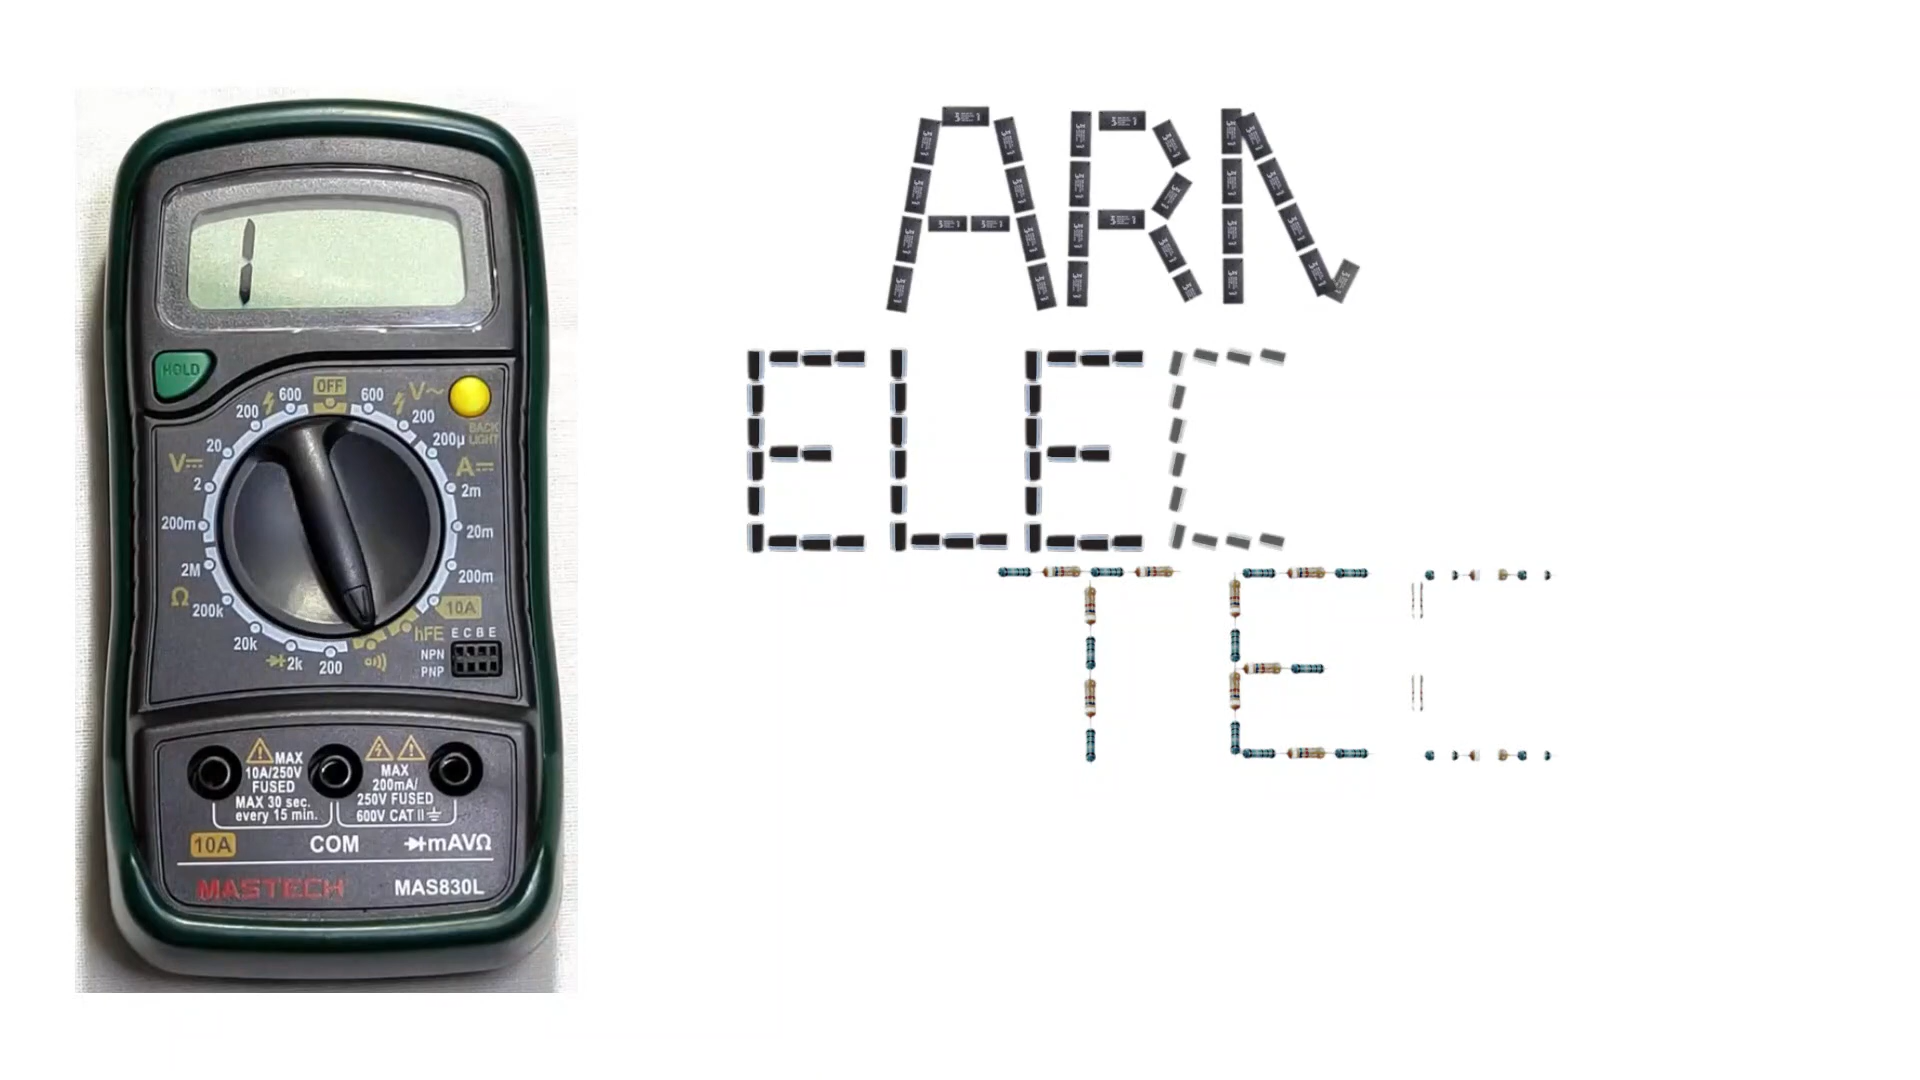 1
HOLD
OFF
600
600
200
200
V~
BACK
LIGHT
20
200µ
V
A
2
2m
200m
20m
2M
200m
Ω
200k
10A
20k
hFE
E C B E
2k
200
NPN
PNP
MAX
10A/250V
FUSED
MAX 30 sec.
every 15 min.
MAX
200mA/
250V FUSED
600V CAT II
10A
COM
mAVΩ
MASTECH
MAS830L
ARN
ELEC
TEC